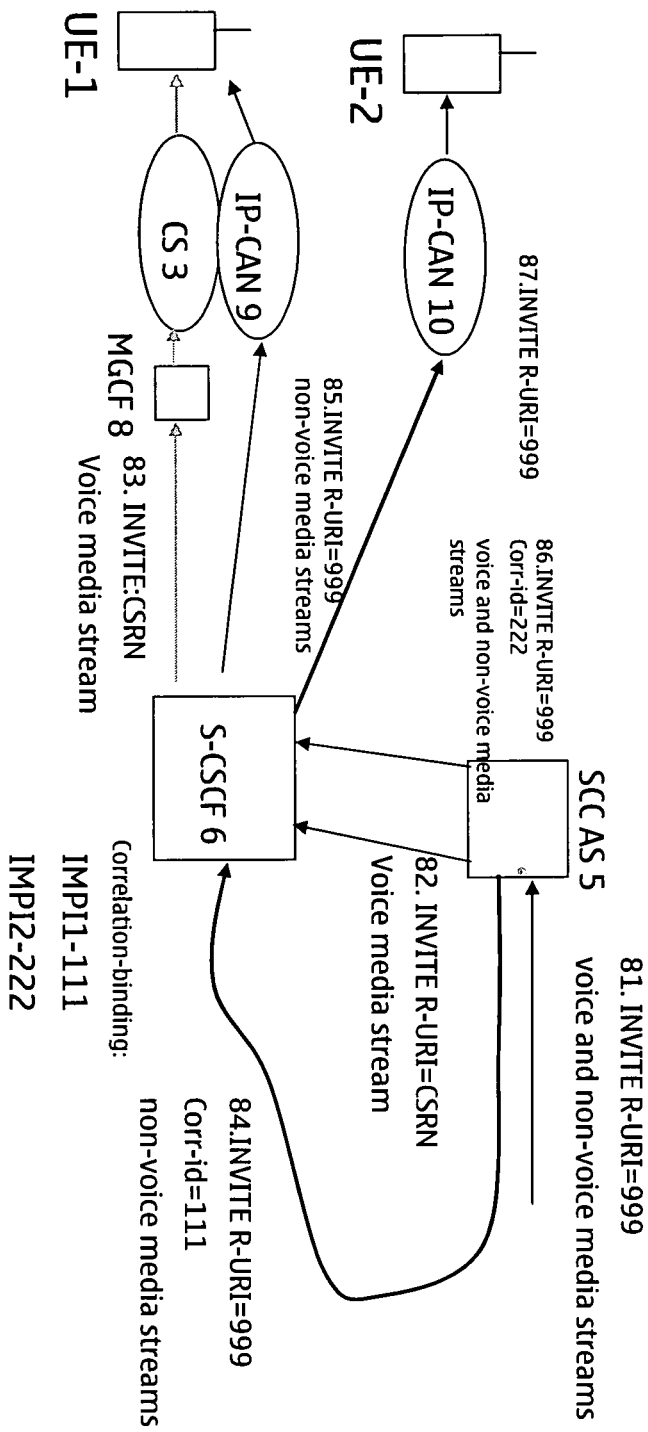 81. INVITE R-URI=999
voice and non-voice media streams
SCC AS 5
82. INVITE R-URI=CSRN
Voice media stream
84.INVITE R-URI=999
Corr-id=111
non-voice media streams
86.INVITE R-URI=999
Corr-id=222
voice and non-voice media
streams
87.INVITE R-URI=999
S-CSCF 6
Correlation-binding:
IMPI1-111
IMPI2-222
85.INVITE R-URI=999
non-voice media streams
83. INVITE:CSRN
Voice media stream
MGCF 8
IP-CAN 10
IP-CAN 9
CS 3
UE-2
UE-1